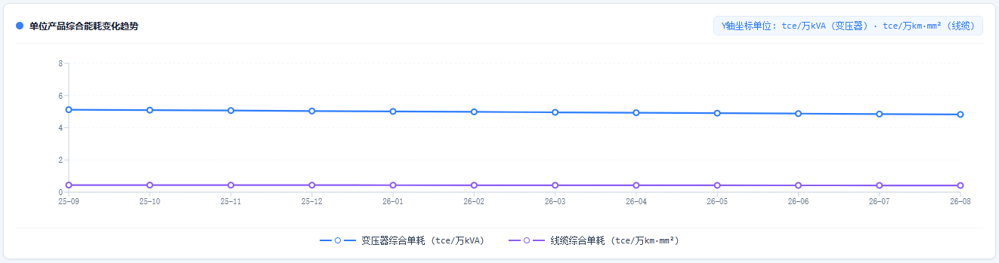 单位产品综合能耗变化趋势
Y轴坐标单位: tce/万kVA (变压器) · tce/万km·mm² (线缆)
8
6
4
2
0
25-09 25-10 25-11 25-12 26-01 26-02 26-03 26-04 26-05 26-06 26-07 26-08
变压器综合单耗 (tce/万kVA) 线缆综合单耗 (tce/万km·mm²)